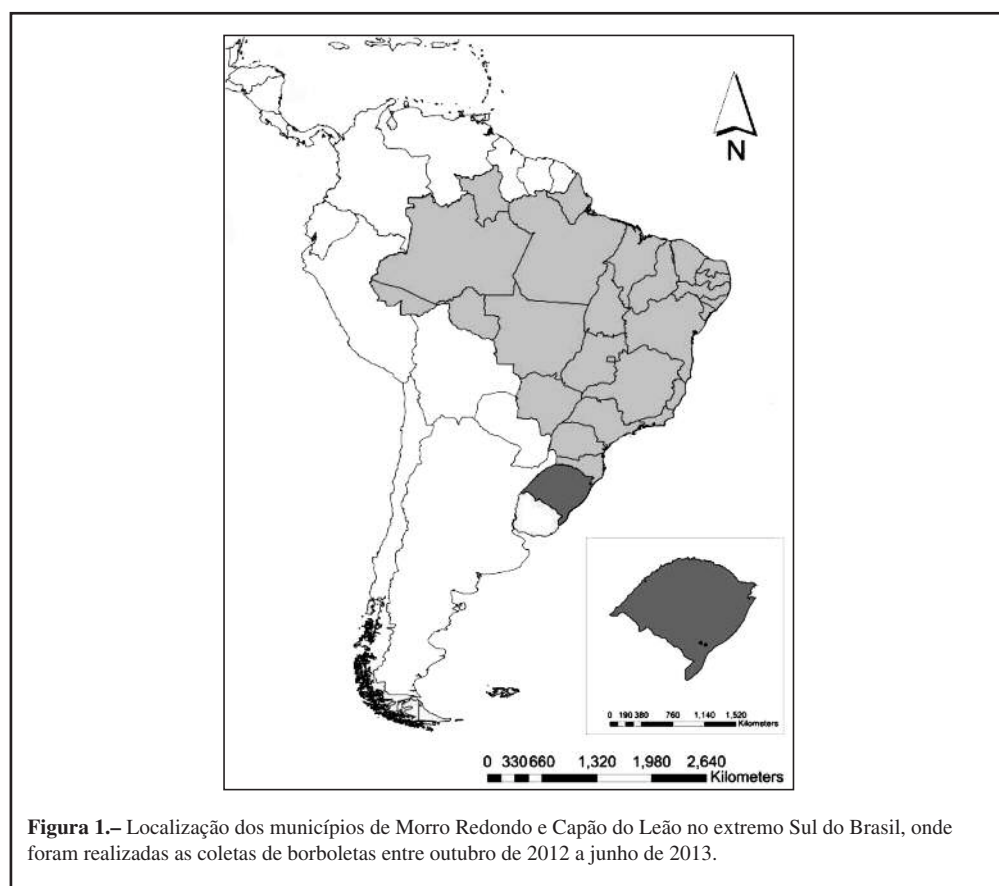 N
0 190 380 760 1,140 1,520
Kilometers
0 330 660 1,320 1,980 2,640
Kilometers
Figura 1.– Localização dos municípios de Morro Redondo e Capão do Leão no extremo Sul do Brasil, onde
foram realizadas as coletas de borboletas entre outubro de 2012 a junho de 2013.